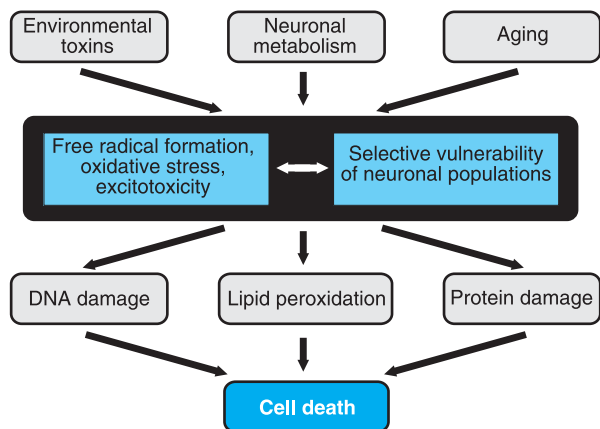 Environmental
toxins
Neuronal
metabolism
Aging
Free radical formation,
oxidative stress,
excitotoxicity
Selective vulnerability
of neuronal populations
DNA damage
Lipid peroxidation
Protein damage
Cell death